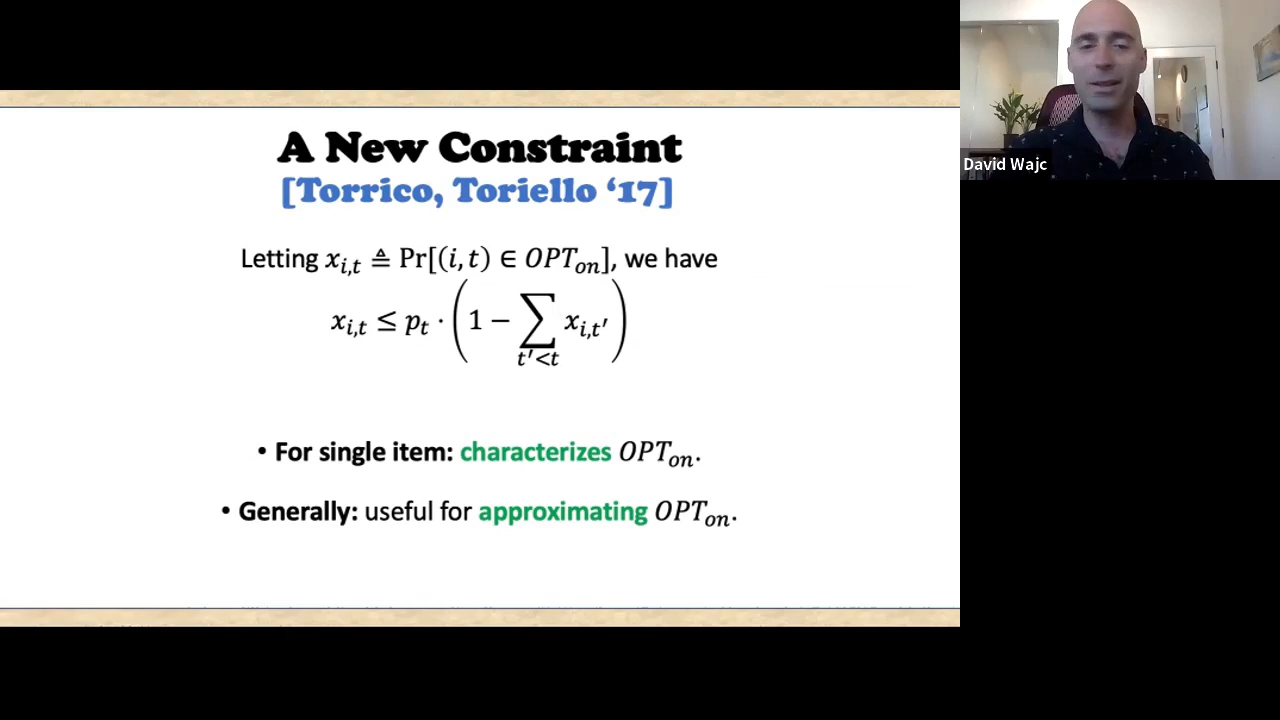 A New Constraint
[Torrico, Toriello ‘17]
Letting x_{i,t} ≜ Pr[(i, t) ∈ OPT_{on}], we have
x_{i,t} ≤ p_t · (1 − ∑_{t'<t} x_{i,t'})
• For single item: characterizes OPT_{on}.
• Generally: useful for approximating OPT_{on}.
David Wajc